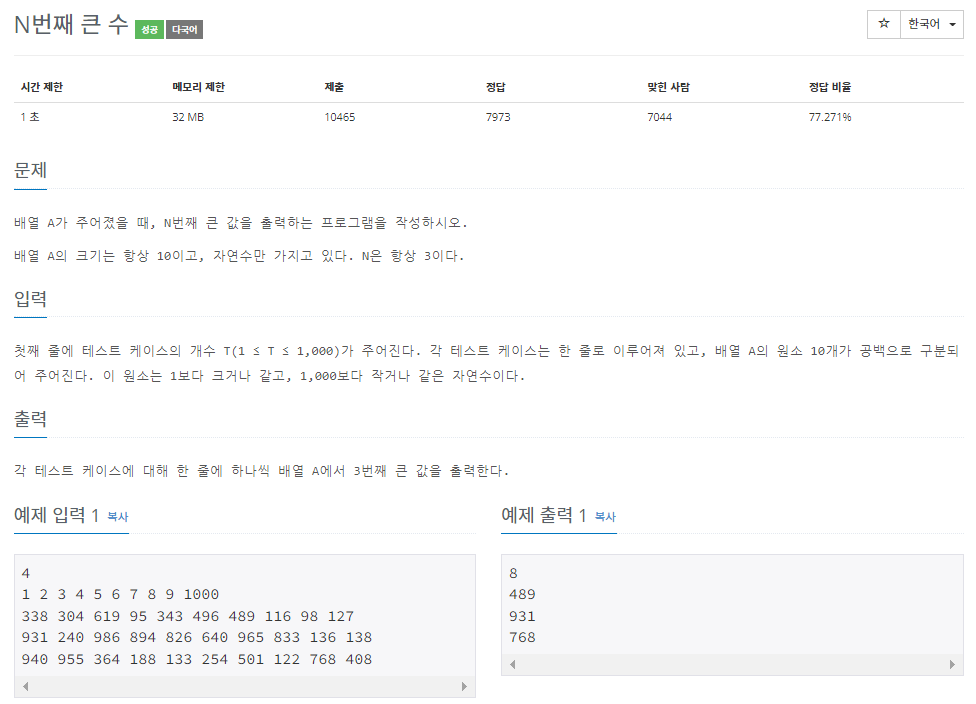 N번째 큰 수 성공 다국어
☆ 한국어
시간 제한 메모리 제한 제출 정답 맞힌 사람 정답 비율
1 초 32 MB 10465 7973 7044 77.271%
문제
배열 A가 주어졌을 때, N번째 큰 값을 출력하는 프로그램을 작성하시오.
배열 A의 크기는 항상 10이고, 자연수만 가지고 있다. N은 항상 3이다.
입력
첫째 줄에 테스트 케이스의 개수 T(1 ≤ T ≤ 1,000)가 주어진다. 각 테스트 케이스는 한 줄로 이루어져 있고, 배열 A의 원소 10개가 공백으로 구분되
어 주어진다. 이 원소는 1보다 크거나 같고, 1,000보다 작거나 같은 자연수이다.
출력
각 테스트 케이스에 대해 한 줄에 하나씩 배열 A에서 3번째 큰 값을 출력한다.
예제 입력 1 복사
4
1 2 3 4 5 6 7 8 9 1000
338 304 619 95 343 496 489 116 98 127
931 240 986 894 826 640 965 833 136 138
940 955 364 188 133 254 501 122 768 408
예제 출력 1 복사
8
489
931
768